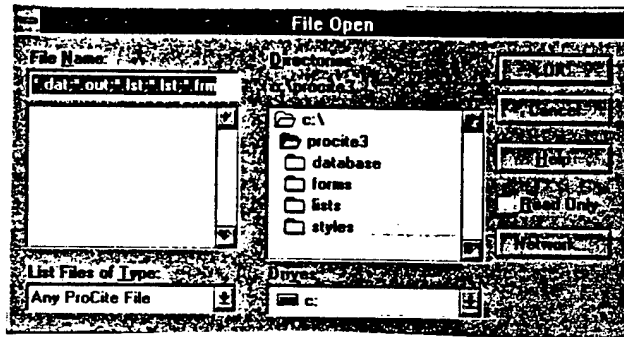 File Open
File Name:
*.dat;*.out;*.lst;*.lst;*.frm
Directories:
c:\procite3
OK
Cancel
c:\
procite3
database
forms
lists
styles
Help
Read Only
Network...
List Files of Type:
Any ProCite File
Drives:
c: